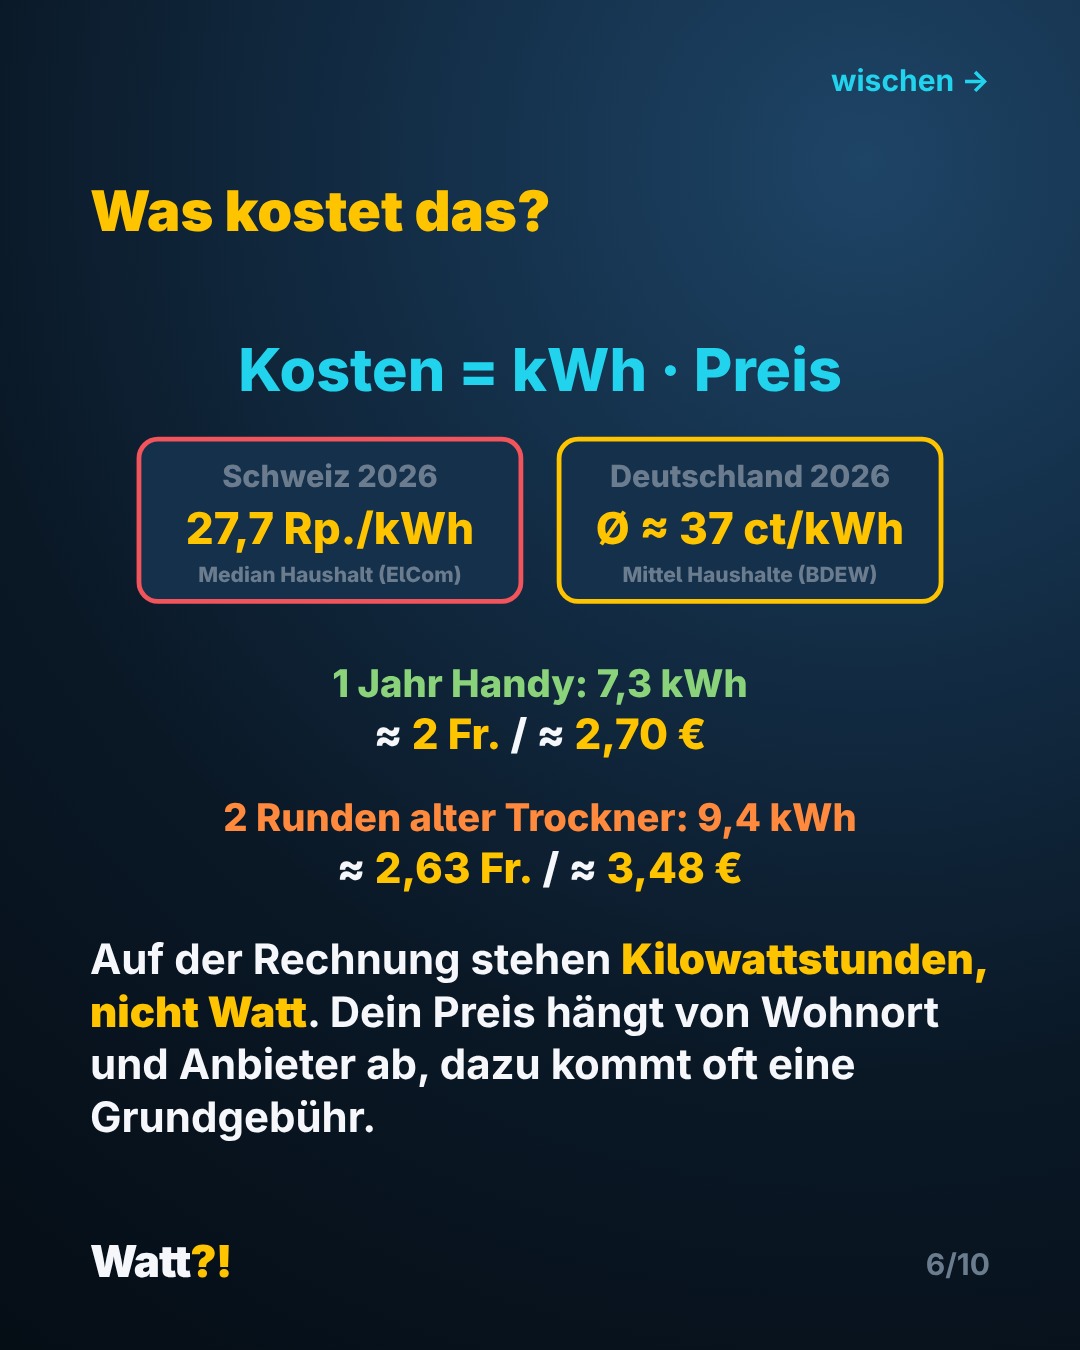 wischen →
Was kostet das?
Kosten = kWh · Preis
Schweiz 2026
27,7 Rp./kWh
Median Haushalt (ElCom)
Deutschland 2026
Ø ≈ 37 ct/kWh
Mittel Haushalte (BDEW)
1 Jahr Handy: 7,3 kWh
≈ 2 Fr. / ≈ 2,70 €
2 Runden alter Trockner: 9,4 kWh
≈ 2,63 Fr. / ≈ 3,48 €
Auf der Rechnung stehen Kilowattstunden,
nicht Watt. Dein Preis hängt von Wohnort
und Anbieter ab, dazu kommt oft eine
Grundgebühr.
Watt?!
6/10